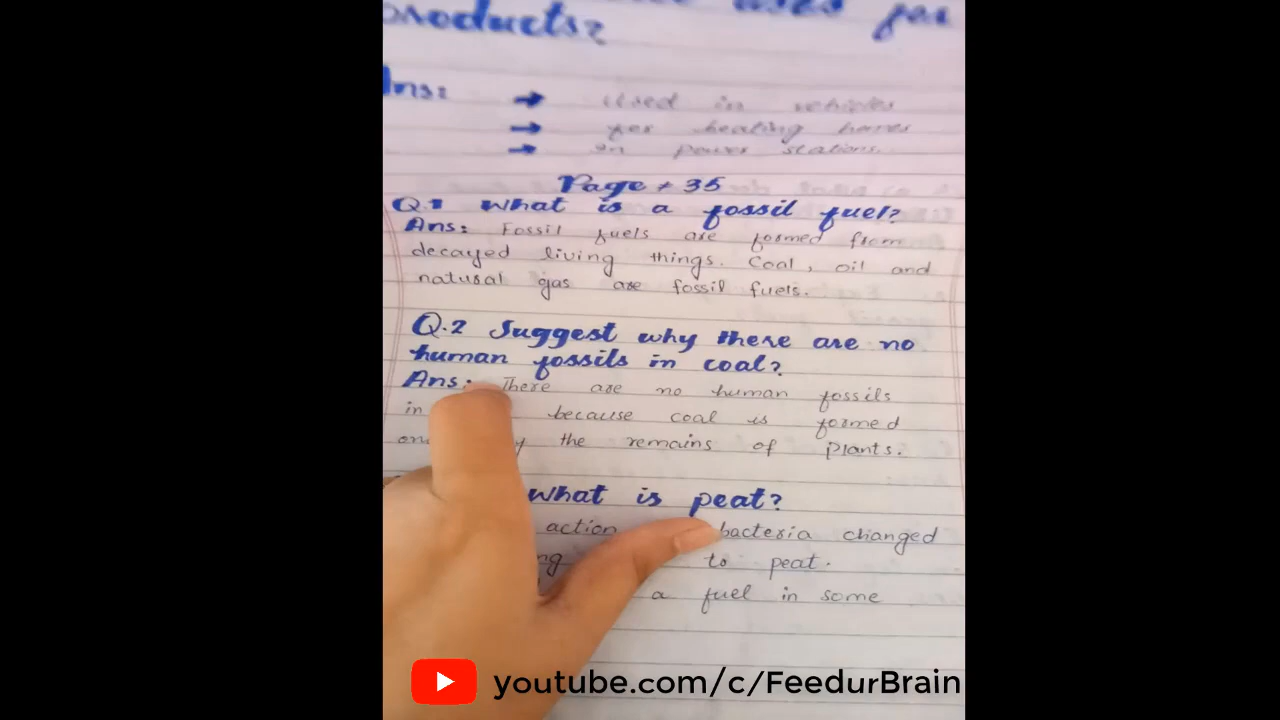 uses for
products?
Ans:
→ used in vehicles
→ for heating homes
→ in power stations.
Page # 35
Q.1 What is a fossil fuel?
Ans: Fossil fuels are formed from
decayed living things. Coal, oil and
natural gas are fossil fuels.
Q.2 Suggest why there are no
human fossils in coal?
Ans: There are no human fossils
in because coal is formed
the remains of plants.
What is peat?
action bacteria changed
to peat.
a fuel in some
youtube.com/c/FeedurBrain